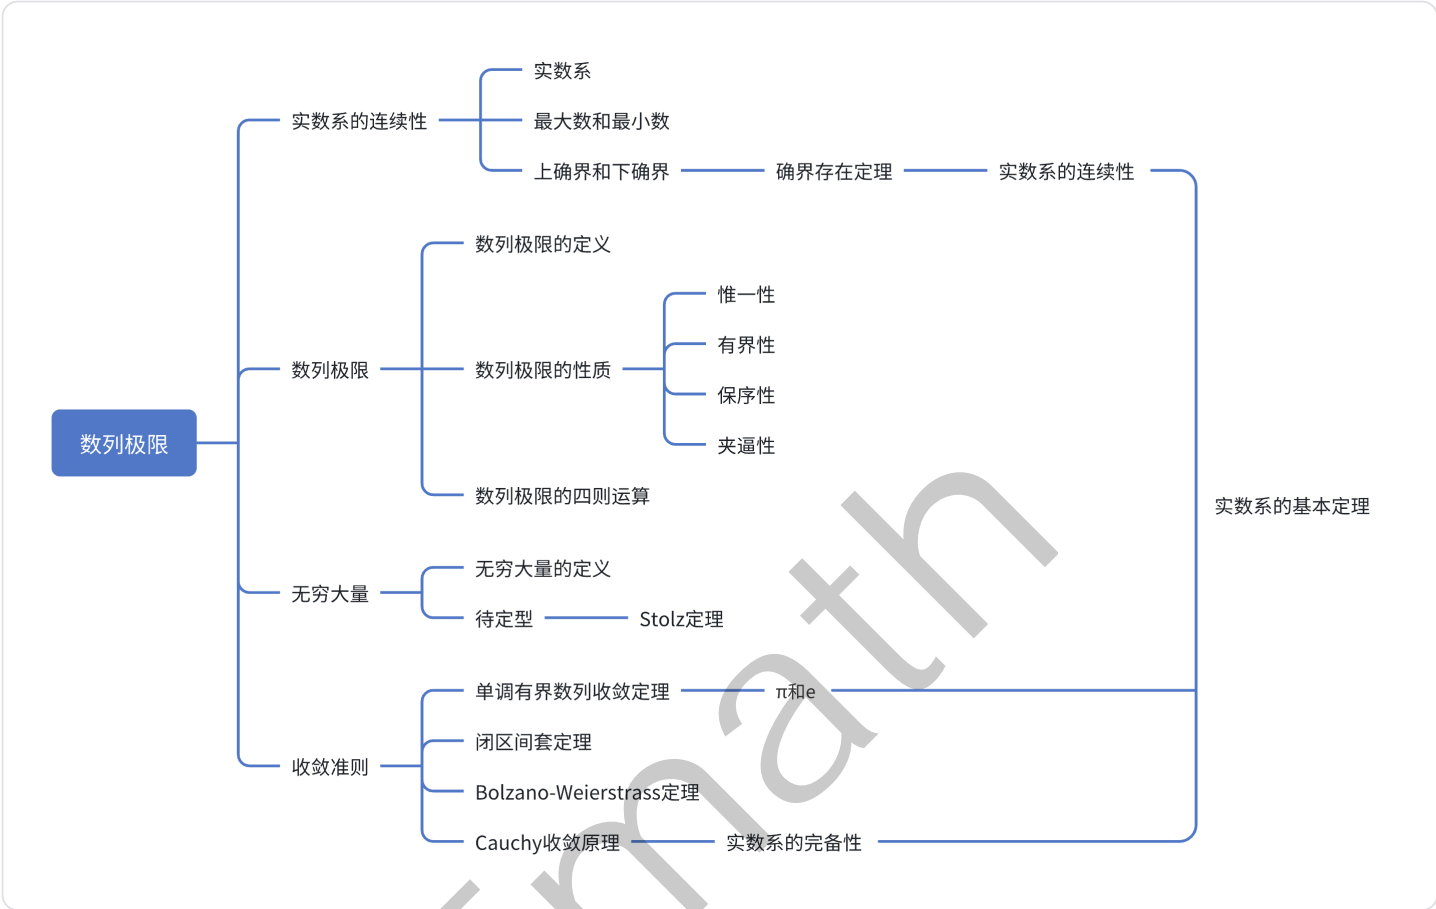 数列极限
实数系的连续性
实数系
最大数和最小数
上确界和下确界
确界存在定理
实数系的连续性
数列极限
数列极限的定义
数列极限的性质
惟一性
有界性
保序性
夹逼性
数列极限的四则运算
无穷大量
无穷大量的定义
待定型
Stolz定理
收敛准则
单调有界数列收敛定理
π和e
闭区间套定理
Bolzano-Weierstrass定理
Cauchy收敛原理
实数系的完备性
实数系的基本定理
math